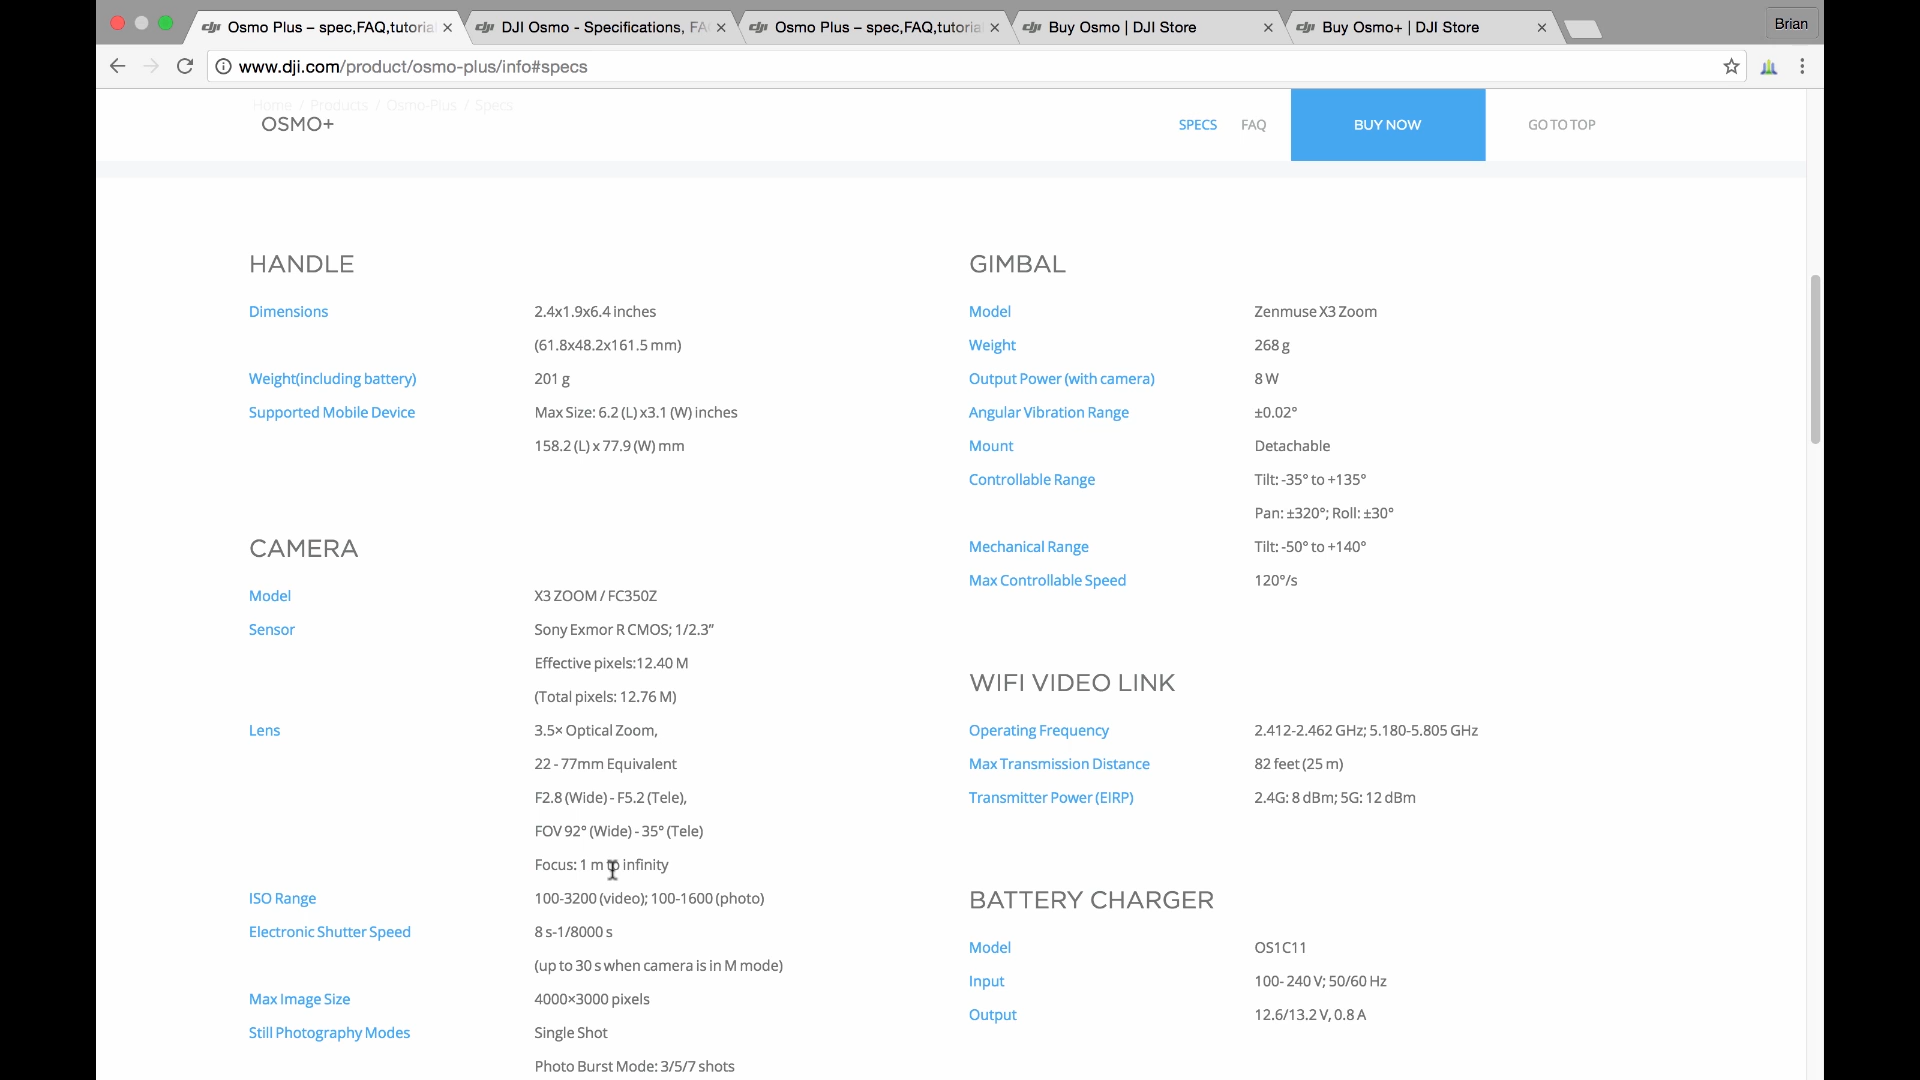 Osmo Plus – spec,FAQ,tutoria
DJI Osmo - Specifications, FA
Osmo Plus – spec,FAQ,tutoria
Buy Osmo | DJI Store
Buy Osmo+ | DJI Store
Brian
www.dji.com/product/osmo-plus/info#specs
Home / Products / Osmo-Plus / Specs
OSMO+
SPECS
FAQ
BUY NOW
GO TO TOP
HANDLE
Dimensions
2.4x1.9x6.4 inches
(61.8x48.2x161.5 mm)
Weight(including battery)
201 g
Supported Mobile Device
Max Size: 6.2 (L) x3.1 (W) inches
158.2 (L) x 77.9 (W) mm
CAMERA
Model
X3 ZOOM / FC350Z
Sensor
Sony Exmor R CMOS; 1/2.3”
Effective pixels:12.40 M
(Total pixels: 12.76 M)
Lens
3.5× Optical Zoom,
22 - 77mm Equivalent
F2.8 (Wide) - F5.2 (Tele),
FOV 92° (Wide) - 35° (Tele)
Focus: 1 m to infinity
ISO Range
100-3200 (video); 100-1600 (photo)
Electronic Shutter Speed
8 s-1/8000 s
(up to 30 s when camera is in M mode)
Max Image Size
4000×3000 pixels
Still Photography Modes
Single Shot
Photo Burst Mode: 3/5/7 shots
GIMBAL
Model
Zenmuse X3 Zoom
Weight
268 g
Output Power (with camera)
8 W
Angular Vibration Range
±0.02°
Mount
Detachable
Controllable Range
Tilt: -35° to +135°
Pan: ±320°; Roll: ±30°
Mechanical Range
Tilt: -50° to +140°
Max Controllable Speed
120°/s
WIFI VIDEO LINK
Operating Frequency
2.412-2.462 GHz; 5.180-5.805 GHz
Max Transmission Distance
82 feet (25 m)
Transmitter Power (EIRP)
2.4G: 8 dBm; 5G: 12 dBm
BATTERY CHARGER
Model
OS1C11
Input
100- 240 V; 50/60 Hz
Output
12.6/13.2 V, 0.8 A